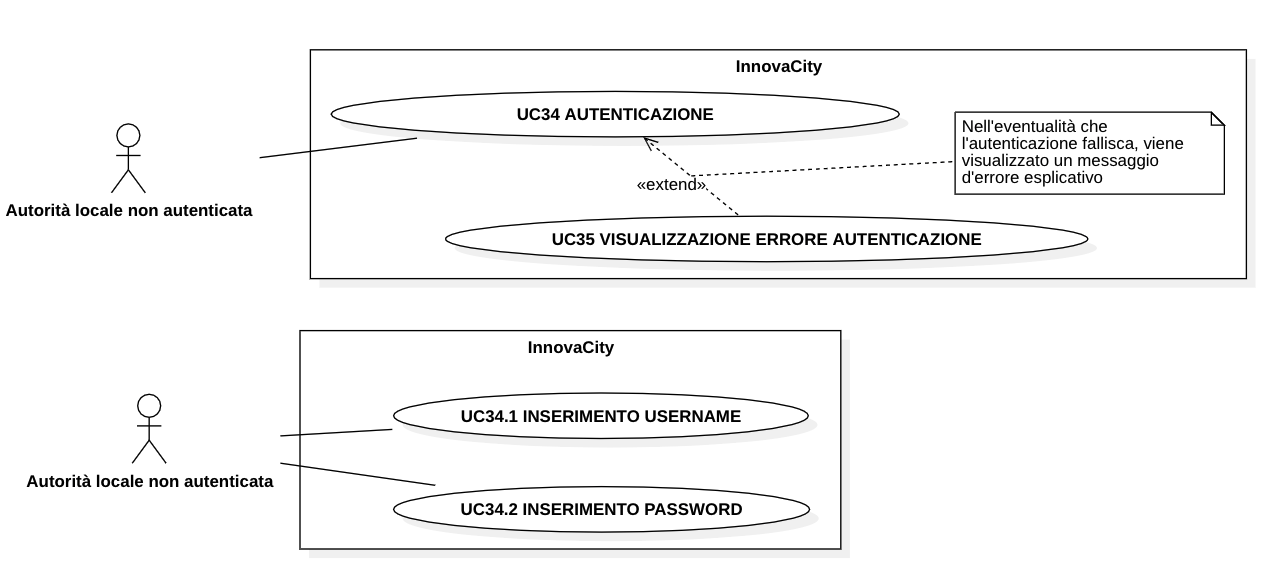 InnovaCity
UC34 AUTENTICAZIONE
Nell'eventualità che
l'autenticazione fallisca, viene
visualizzato un messaggio
d'errore esplicativo
«extend»
Autorità locale non autenticata
UC35 VISUALIZZAZIONE ERRORE AUTENTICAZIONE
InnovaCity
UC34.1 INSERIMENTO USERNAME
Autorità locale non autenticata
UC34.2 INSERIMENTO PASSWORD